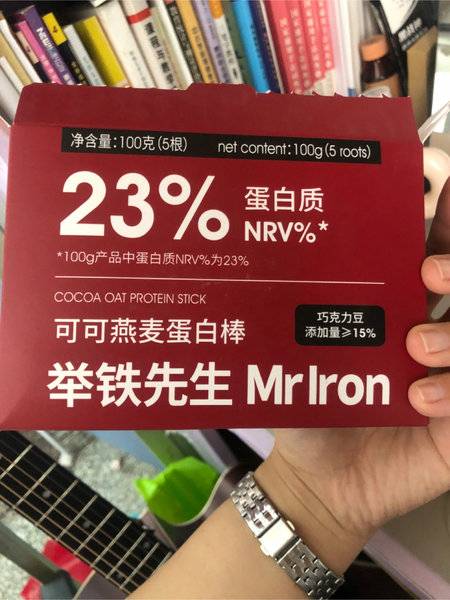 净含量:100克(5根) net content:100g(5 roots)
23% 蛋白质
NRV%*
*100g产品中蛋白质NRV%为23%
COCOA OAT PROTEIN STICK
可可燕麦蛋白棒
巧克力豆
添加量≥15%
举铁先生 MrIron